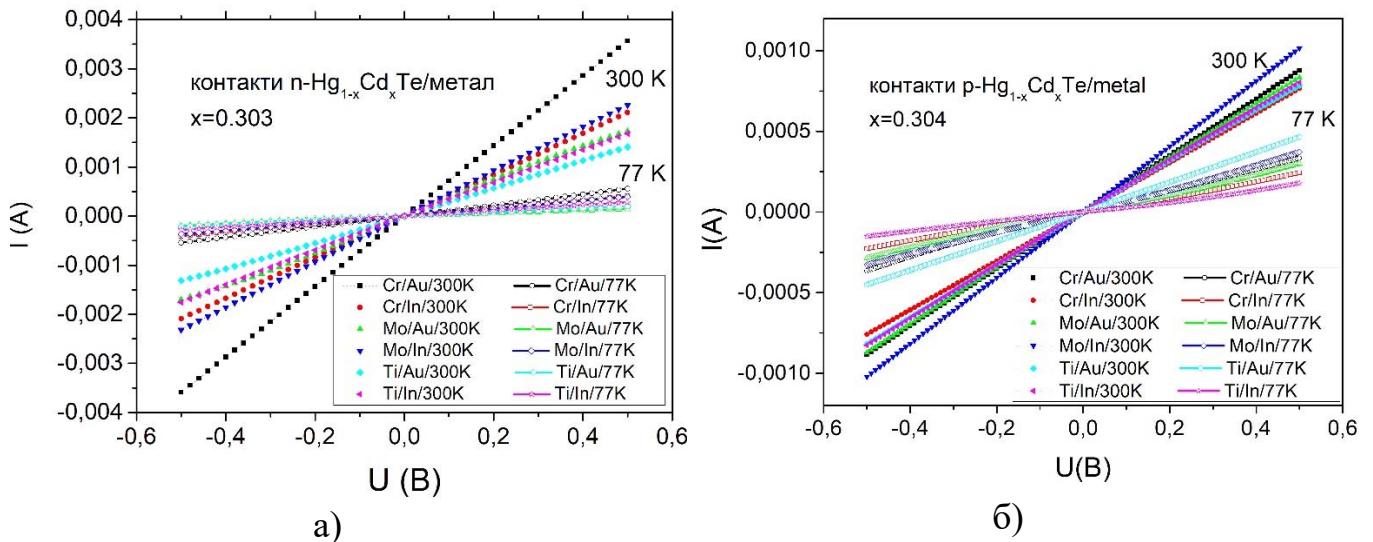 0,004
0,003
0,002
0,001
0,000
-0,001
-0,002
-0,003
-0,004
I (A)
контакти n-Hg1-xCdxTe/метал
x=0.303
300 K
77 K
Cr/Au/300K Cr/Au/77K
Cr/In/300K Cr/In/77K
Mo/Au/300K Mo/Au/77K
Mo/In/300K Mo/In/77K
Ti/Au/300K Ti/Au/77K
Ti/In/300K Ti/In/77K
-0,6 -0,4 -0,2 0,0 0,2 0,4 0,6
U (B)
а)
0,0010
0,0005
0,0000
-0,0005
-0,0010
I(A)
контакти p-Hg1-xCdxTe/metal
x=0.304
300 K
77 K
Cr/Au/300K Cr/Au/77K
Cr/In/300K Cr/In/77K
Mo/Au/300K Mo/Au/77K
Mo/In/300K Mo/In/77K
Ti/Au/300K Ti/Au/77K
Ti/In/300K Ti/In/77K
-0,6 -0,4 -0,2 0,0 0,2 0,4 0,6
U(B)
б)